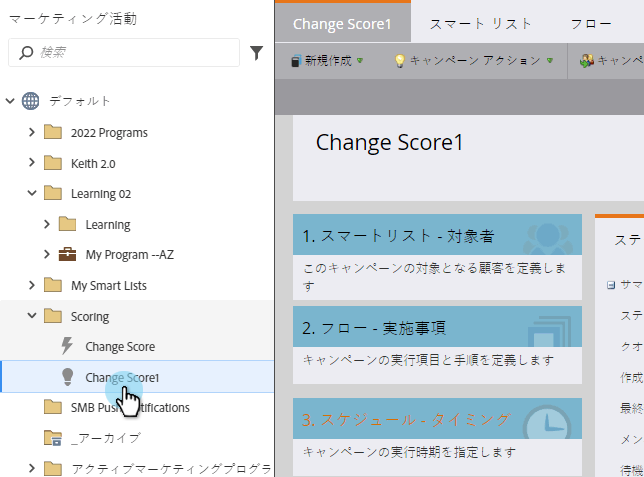 マーケティング活動
検索
デフォルト
2022 Programs
Keith 2.0
Learning 02
Learning
My Program --AZ
My Smart Lists
Scoring
Change Score
Change Score1
SMB Push Notifications
_アーカイブ
アクティブマーケティングプログラ
Change Score1
スマート リスト
フロー
新規作成
キャンペーン アクション
キャンペ
Change Score1
1. スマートリスト - 対象者
このキャンペーンの対象となる顧客を定義しま
す
2. フロー - 実施事項
キャンペーンの実行項目と手順を定義します
3. スケジュール - タイミング
キャンペーンの実行時期を指定します
ステ
サマ
ステ
クオ
作成
最終
メン
待機